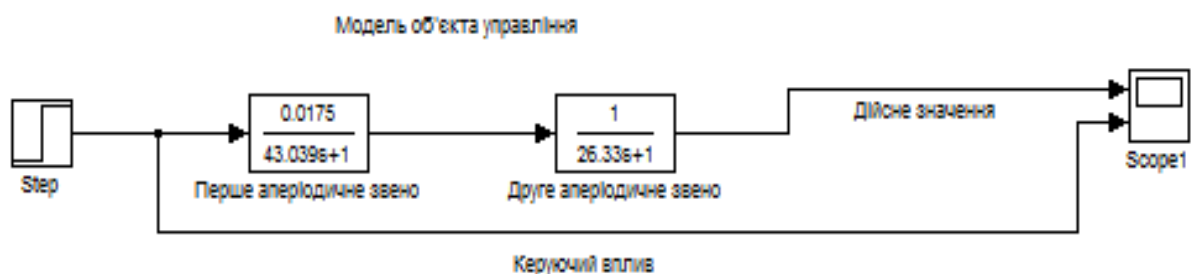 Модель об'єкта управління
0.0175
43.039s+1
1
26.33s+1
Дійсне значення
Step
Перше аперіодичне звено
Друге аперіодичне звено
Scope1
Керуючий вплив